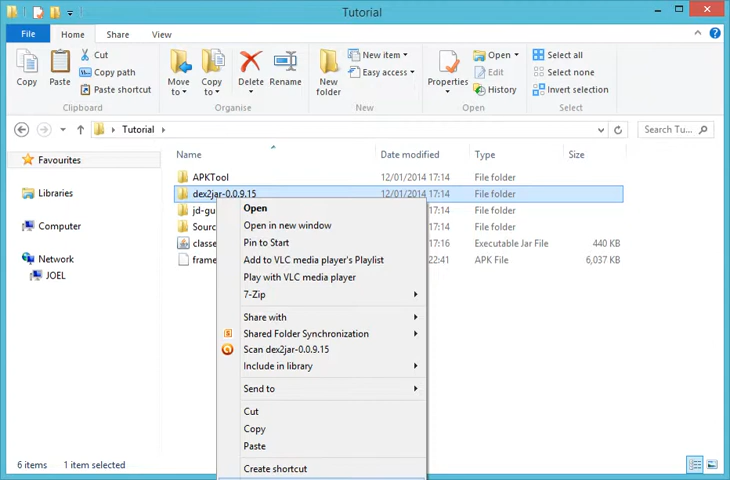 Tutorial
File Home Share View
Copy Paste Cut Copy path Paste shortcut Move to Copy to Delete Rename New folder New item Easy access Properties Open Edit History Select all Select none Invert selection
Clipboard Organise New Open Select
Tutorial Search Tu...
Favourites
Libraries
Computer
Network
JOEL
Name Date modified Type Size
APKTool 12/01/2014 17:14 File folder
dex2jar-0.0.9.15 12/01/2014 17:14 File folder
jd-gu 2014 17:14 File folder
Sourc 2014 17:14 File folder
classe 2014 17:16 Executable Jar File 440 KB
frame 2014 22:41 APK File 6,037 KB
Open
Open in new window
Pin to Start
Add to VLC media player's Playlist
Play with VLC media player
7-Zip
Share with
Shared Folder Synchronization
Scan dex2jar-0.0.9.15
Include in library
Send to
Cut
Copy
Paste
Create shortcut
6 items 1 item selected